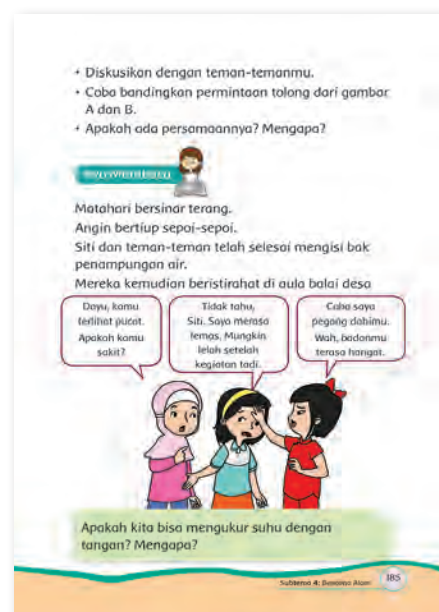 + Diskusikan dengan teman-temanmu.
+ Coba bandingkan permintaan tolong dari gambar
A dan B.
+ Apakah ada persamaannya? Mengapa?
Ayo Membaca
Matahari bersinar terang.
Angin bertiup sepoi-sepoi.
Siti dan teman-teman telah selesai mengisi bak
penampungan air.
Mereka kemudian beristirahat di aula balai desa
Dayu, kamu
terlihat pucat.
Apakah kamu
sakit?
Tidak tahu,
Siti. Saya merasa
lemas. Mungkin
lelah setelah
kegiatan tadi.
Coba saya
pegang dahimu.
Wah, badanmu
terasa hangat.
Apakah kita bisa mengukur suhu dengan
tangan? Mengapa?
Subtema 4: Bencana Alam 185